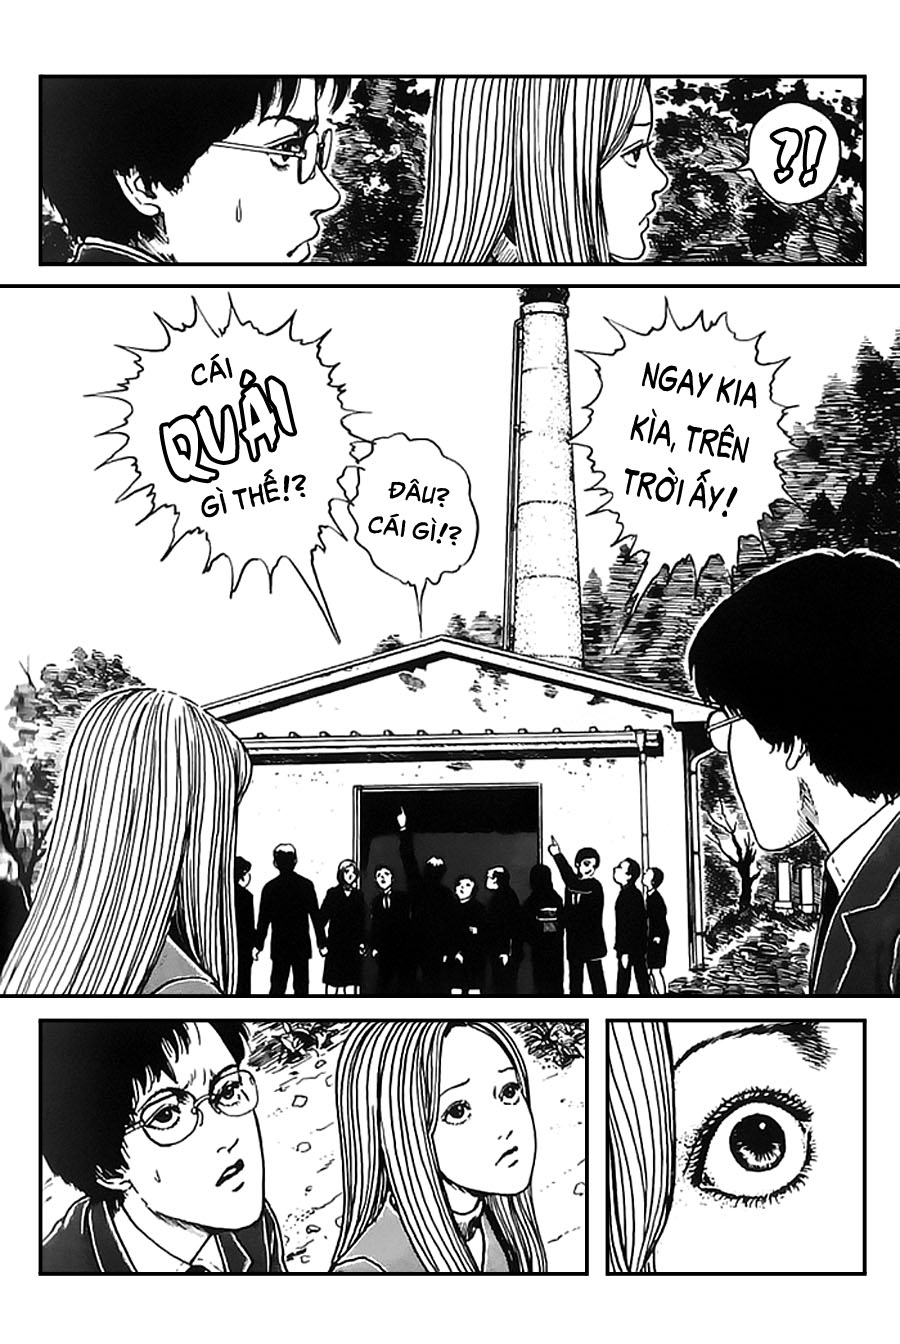 ?!
CÁI
QUÁI
GÌ THẾ!?
ĐÂU?
CÁI GÌ!?
NGAY KIA
KÌA, TRÊN
TRỜI ẤY!